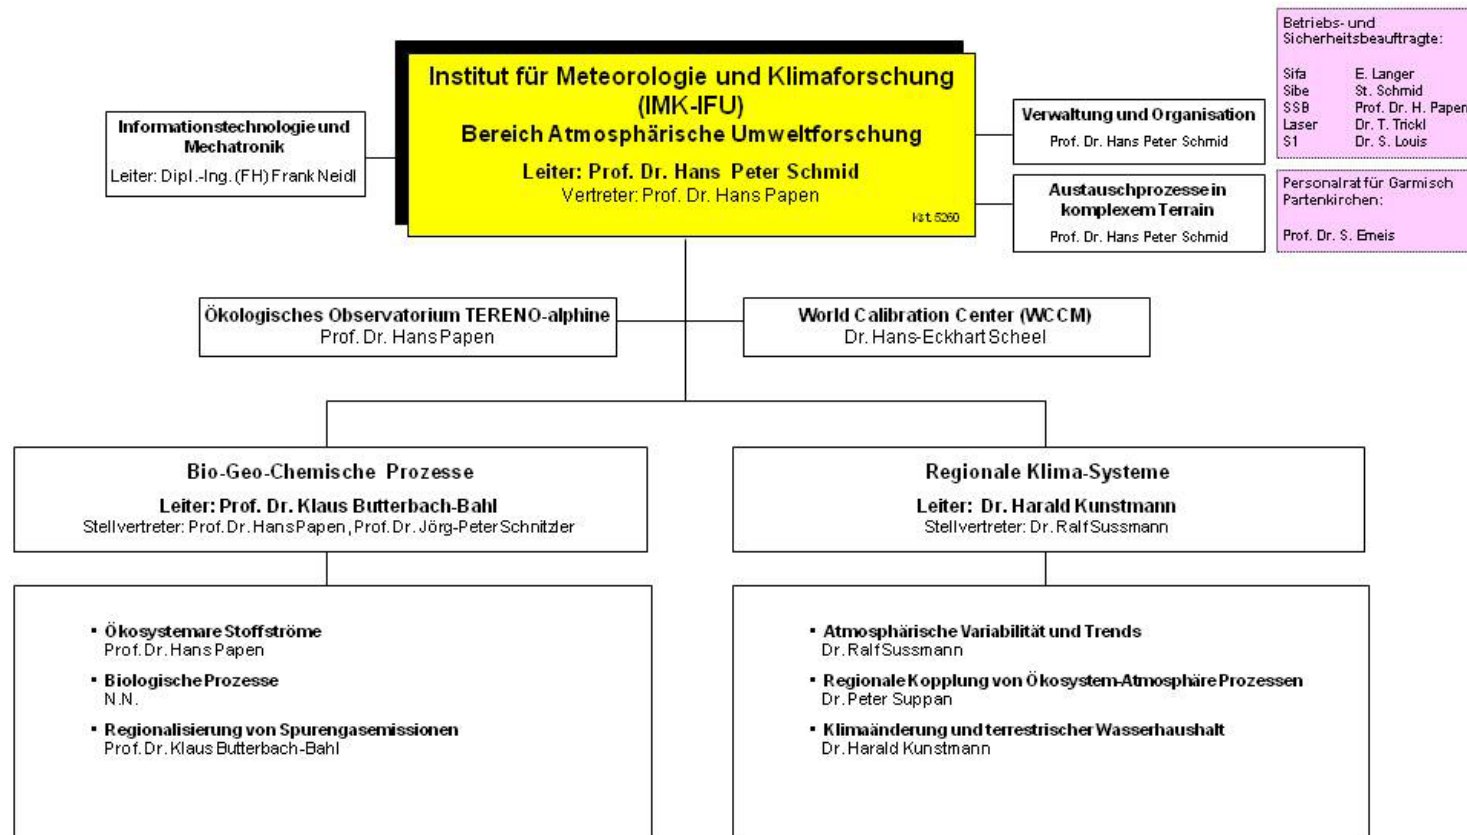 Institut für Meteorologie und Klimaforschung
(IMK-IFU)
Bereich Atmosphärische Umweltforschung
Leiter: Prof. Dr. Hans Peter Schmid
Vertreter: Prof. Dr. Hans Papen
Kst. 5260
Informationstechnologie und
Mechatronik
Leiter: Dipl.-Ing. (FH) Frank Neidl
Verwaltung und Organisation
Prof. Dr. Hans Peter Schmid
Austauschprozesse in
komplexem Terrain
Prof. Dr. Hans Peter Schmid
Betriebs- und
Sicherheitsbeauftragte:
Sifa E. Langer
Sibe St. Schmid
SSB Prof. Dr. H. Papen
Laser Dr. T. Trickl
S1 Dr. S. Louis
Personalrat für Garmisch
Partenkirchen:
Prof. Dr. S. Emeis
Ökologisches Observatorium TERENO-alphine
Prof. Dr. Hans Papen
World Calibration Center (WCCM)
Dr. Hans-Eckhart Scheel
Bio-Geo-Chemische Prozesse
Leiter: Prof. Dr. Klaus Butterbach-Bahl
Stellvertreter: Prof. Dr. Hans Papen, Prof. Dr. Jörg-Peter Schnitzler
Regionale Klima-Systeme
Leiter: Dr. Harald Kunstmann
Stellvertreter: Dr. Ralf Sussmann
▪ Ökosystemare Stoffströme
Prof. Dr. Hans Papen
▪ Biologische Prozesse
N.N.
▪ Regionalisierung von Spurengasemissionen
Prof. Dr. Klaus Butterbach-Bahl
▪ Atmosphärische Variabilität und Trends
Dr. Ralf Sussmann
▪ Regionale Kopplung von Ökosystem-Atmosphäre Prozessen
Dr. Peter Suppan
▪ Klimaänderung und terrestrischer Wasserhaushalt
Dr. Harald Kunstmann